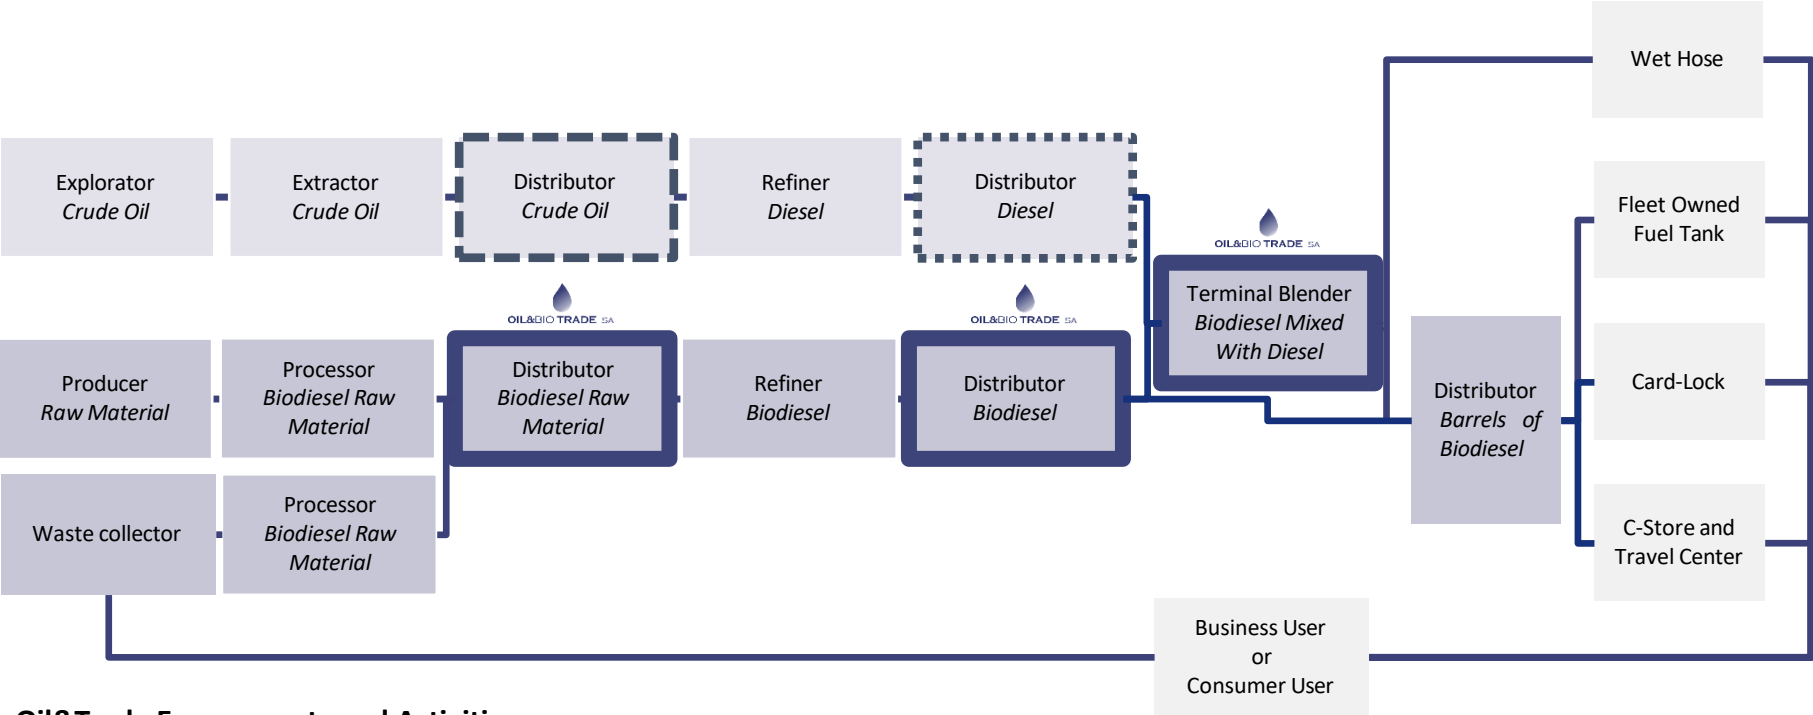 Wet Hose
Explorator
Crude Oil
Extractor
Crude Oil
Distributor
Crude Oil
Refiner
Diesel
Distributor
Diesel
Fleet Owned
Fuel Tank
OIL&BIO TRADE SA
Terminal Blender
Biodiesel Mixed
With Diesel
OIL&BIO TRADE SA
OIL&BIO TRADE SA
Producer
Raw Material
Processor
Biodiesel Raw
Material
Distributor
Biodiesel Raw
Material
Refiner
Biodiesel
Distributor
Biodiesel
Distributor
Barrels of
Biodiesel
Card-Lock
Waste collector
Processor
Biodiesel Raw
Material
C-Store and
Travel Center
Business User
or
Consumer User